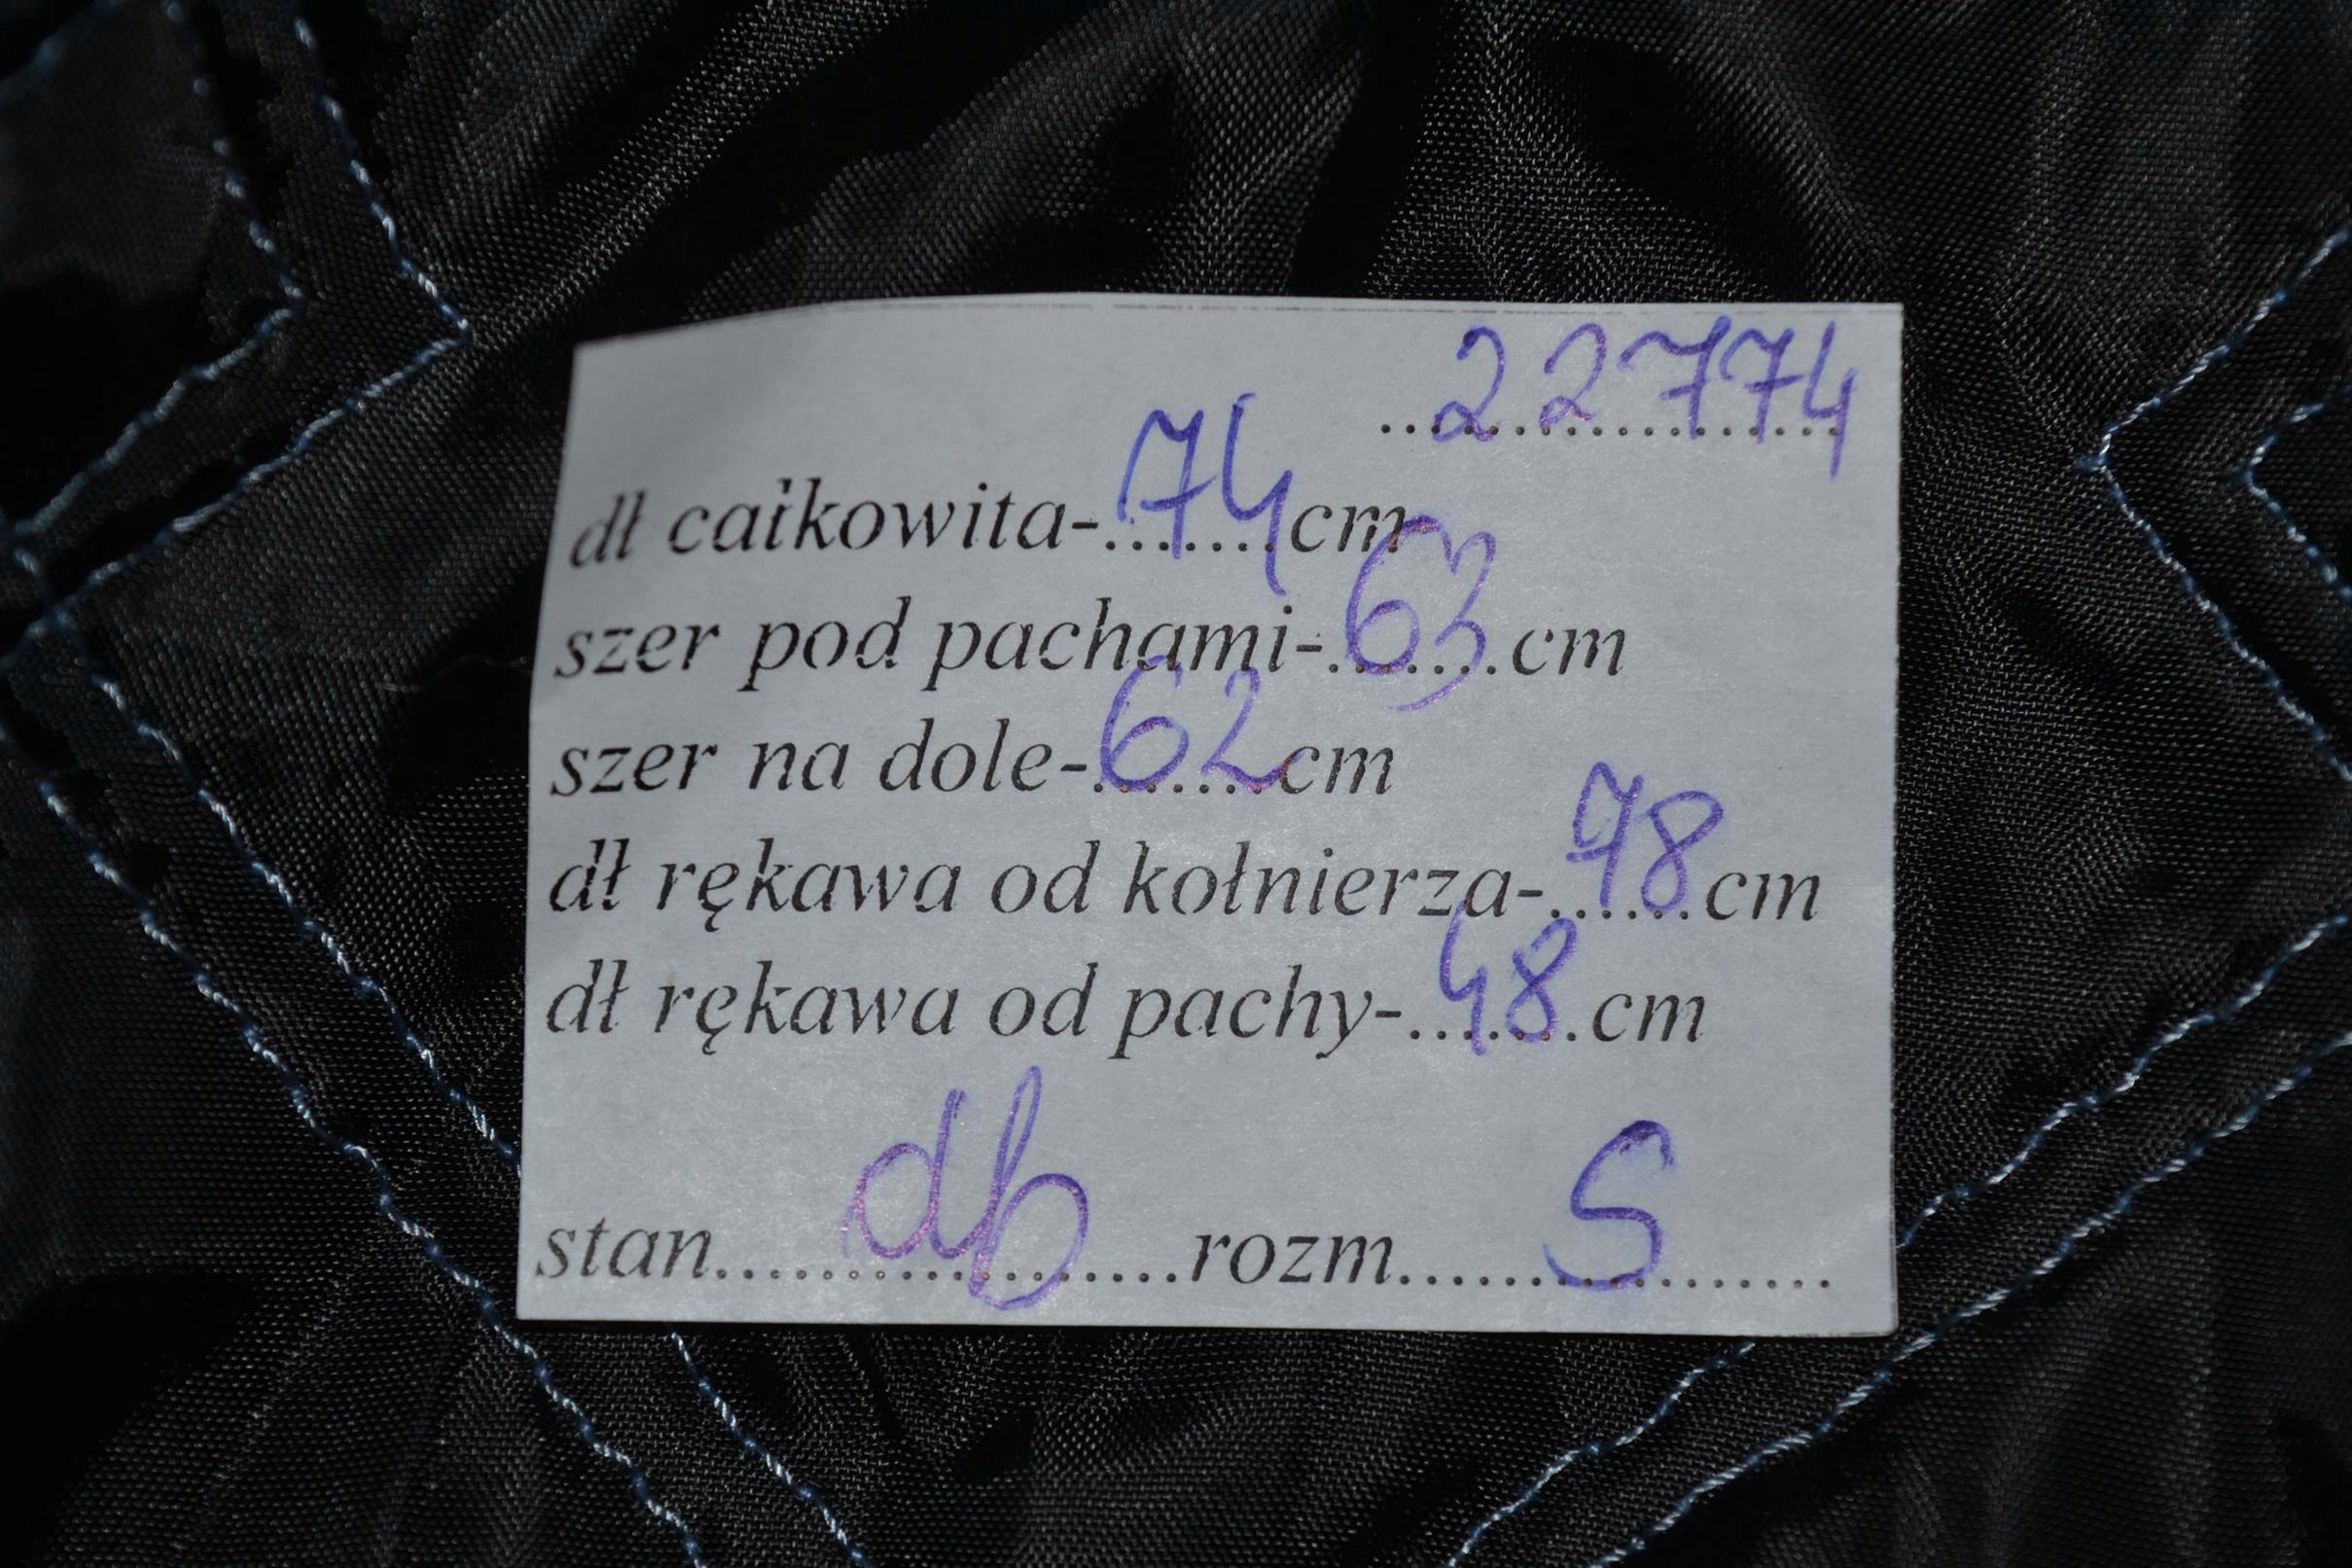 22774
dł całkowita-74cm
szer pod pachami-63cm
szer na dole-62cm
dł rękawa od kołnierza-78cm
dł rękawa od pachy-48cm
stan db rozm S